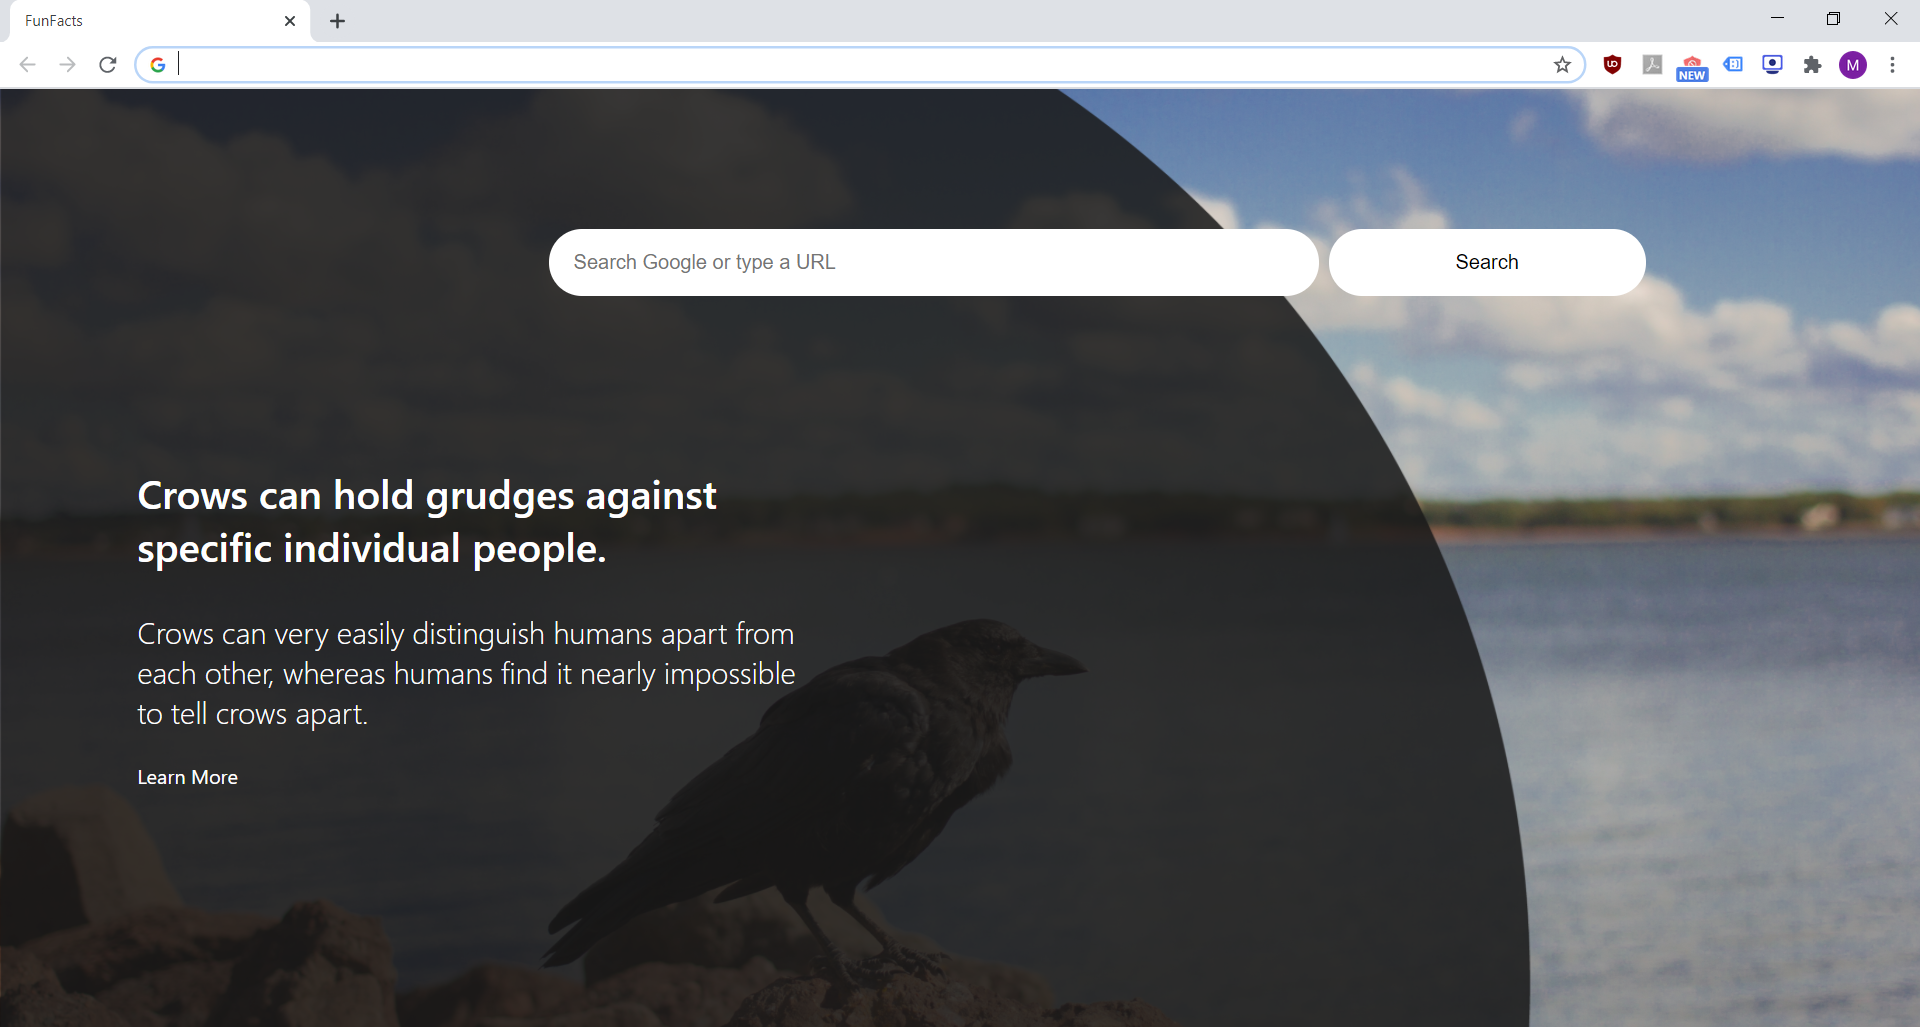 FunFacts
NEW
M
Search Google or type a URL
Search
Crows can hold grudges against
specific individual people.
Crows can very easily distinguish humans apart from
each other, whereas humans find it nearly impossible
to tell crows apart.
Learn More